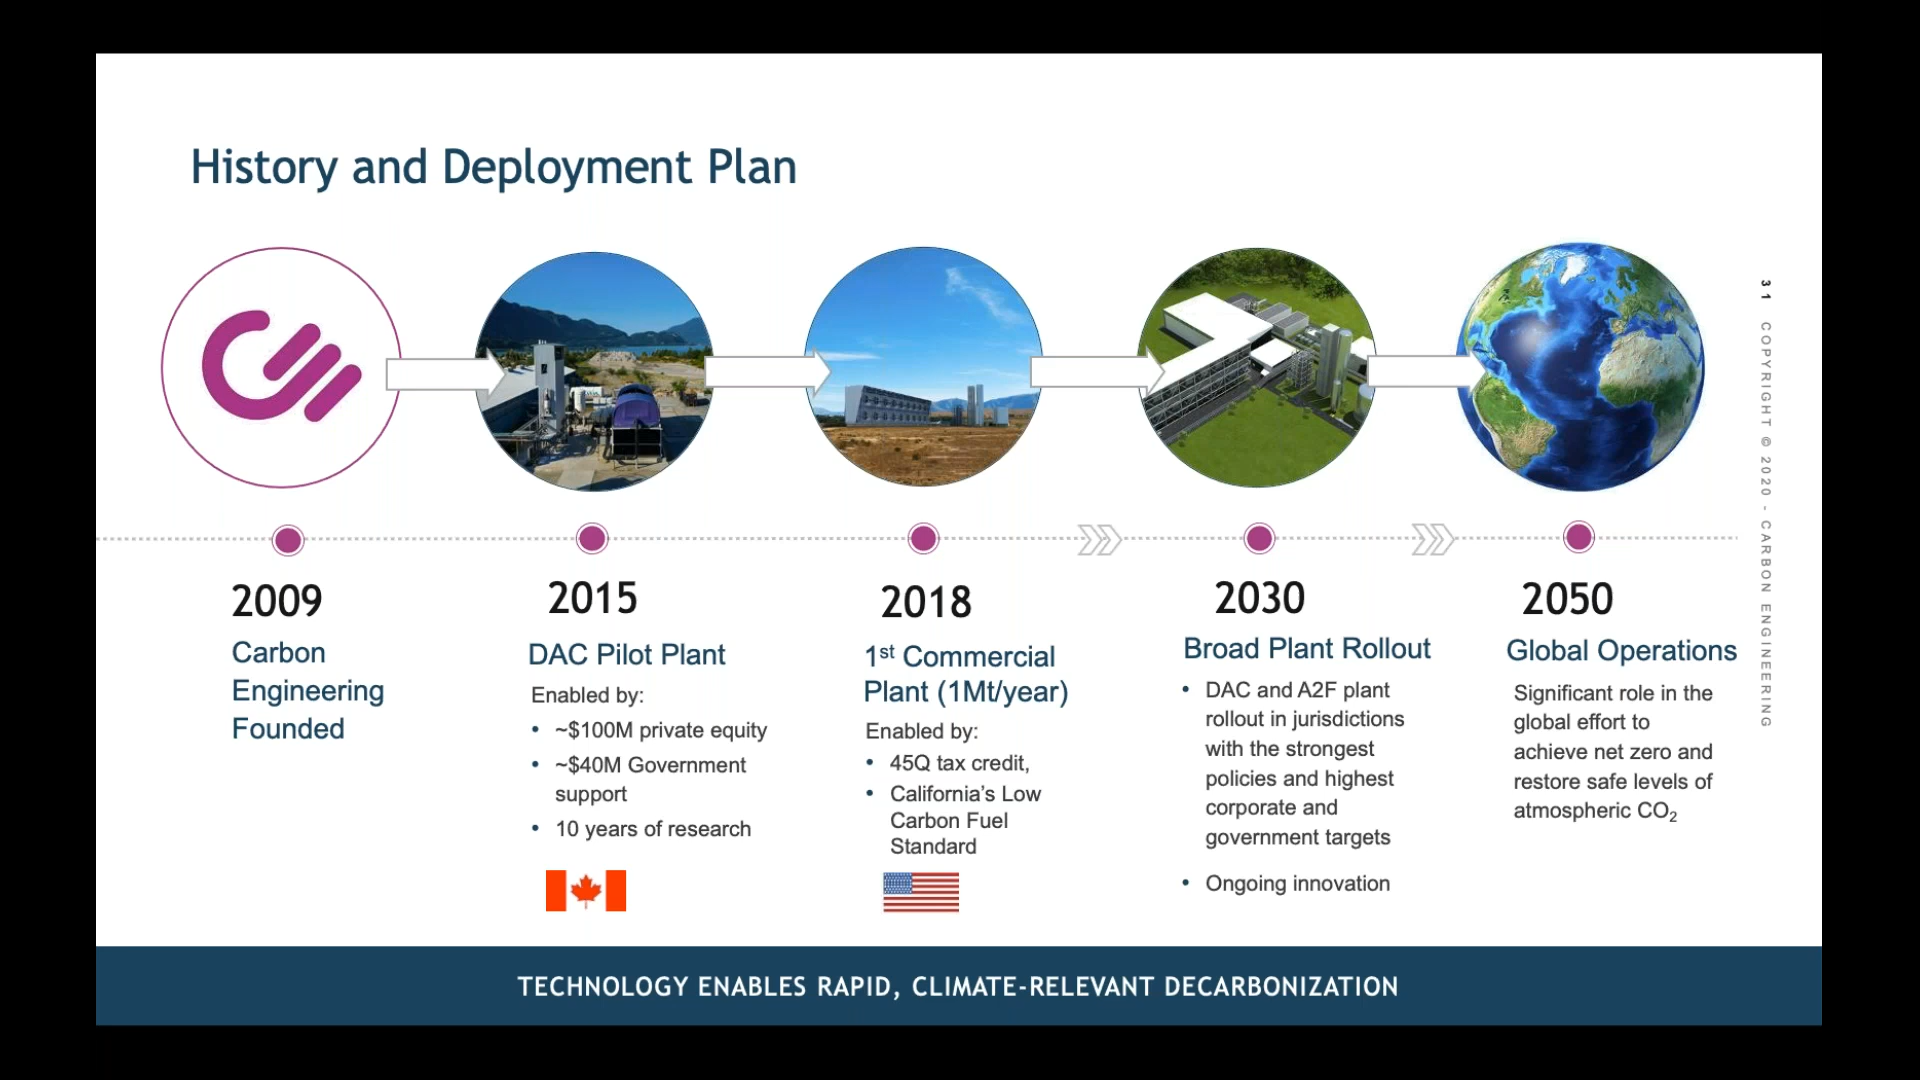 History and Deployment Plan
2009
Carbon
Engineering
Founded
2015
DAC Pilot Plant
Enabled by:
• ~$100M private equity
• ~$40M Government
support
• 10 years of research
2018
1st Commercial
Plant (1Mt/year)
Enabled by:
• 45Q tax credit,
• California's Low
Carbon Fuel
Standard
2030
Broad Plant Rollout
• DAC and A2F plant
rollout in jurisdictions
with the strongest
policies and highest
corporate and
government targets
• Ongoing innovation
2050
Global Operations
Significant role in the
global effort to
achieve net zero and
restore safe levels of
atmospheric CO₂
31 COPYRIGHT © 2020 - CARBON ENGINEERING
TECHNOLOGY ENABLES RAPID, CLIMATE-RELEVANT DECARBONIZATION